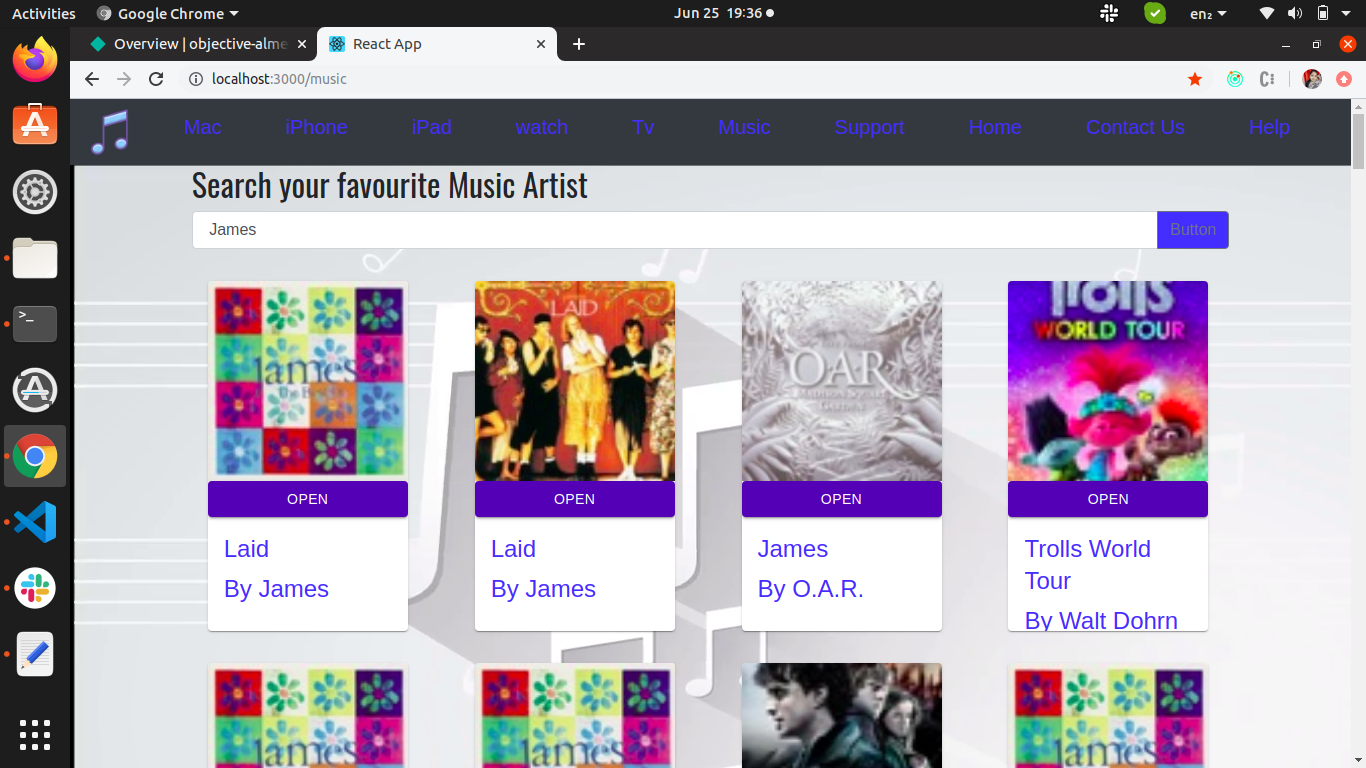 Activities Google Chrome Jun 25 19:36 en₂
Overview | objective-alme React App
localhost:3000/music
Mac iPhone iPad watch Tv Music Support Home Contact Us Help
Search your favourite Music Artist
James Button
James
LAID
OAR
Trolls
WORLD TOUR
OPEN OPEN OPEN OPEN
Laid Laid James Trolls World
Tour
By James By James By O.A.R. By Walt Dohrn
James James James